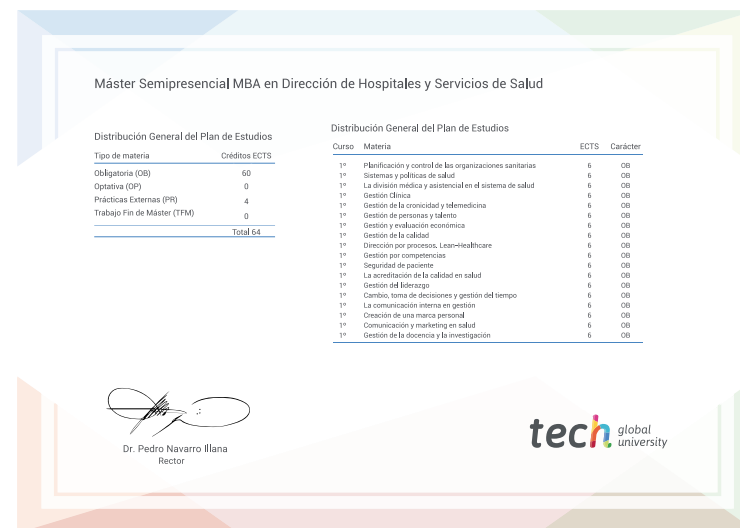 Máster Semipresencial MBA en Dirección de Hospitales y Servicios de Salud
Distribución General del Plan de Estudios
Tipo de materia Créditos ECTS
Obligatoria (OB) 60
Optativa (OP) 0
Prácticas Externas (PR) 4
Trabajo Fin de Máster (TFM) 0
Total 64
Distribución General del Plan de Estudios
Curso Materia ECTS Carácter
1º Planificación y control de las organizaciones sanitarias 6 OB
1º Sistemas y políticas de salud 6 OB
1º La división médica y asistencial en el sistema de salud 6 OB
1º Gestión Clínica 6 OB
1º Gestión de la cronicidad y telemedicina 6 OB
1º Gestión de personas y talento 6 OB
1º Gestión y evaluación económica 6 OB
1º Gestión de la calidad 6 OB
1º Dirección por procesos. Lean-Healthcare 6 OB
1º Gestión por competencias 6 OB
1º Seguridad de paciente 6 OB
1º La acreditación de la calidad en salud 6 OB
1º Gestión del liderazgo 6 OB
1º Cambio, toma de decisiones y gestión del tiempo 6 OB
1º La comunicación interna en gestión 6 OB
1º Creación de una marca personal 6 OB
1º Comunicación y marketing en salud 6 OB
1º Gestión de la docencia y la investigación 6 OB
Dr. Pedro Navarro Illana
Rector
tech global
university